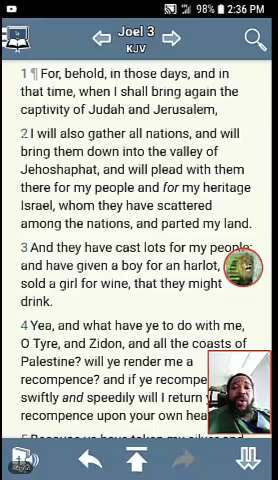 98% 2:36 PM
Joel 3
KJV
1 ¶ For, behold, in those days, and in
that time, when I shall bring again the
captivity of Judah and Jerusalem,
2 I will also gather all nations, and will
bring them down into the valley of
Jehoshaphat, and will plead with them
there for my people and for my heritage
Israel, whom they have scattered
among the nations, and parted my land.
3 And they have cast lots for my people;
and have given a boy for an harlot,
sold a girl for wine, that they might
drink.
4 Yea, and what have ye to do with me,
O Tyre, and Zidon, and all the coasts of
Palestine? will ye render me a
recompence? and if ye recompe
swiftly and speedily will I return
recompence upon your own hea